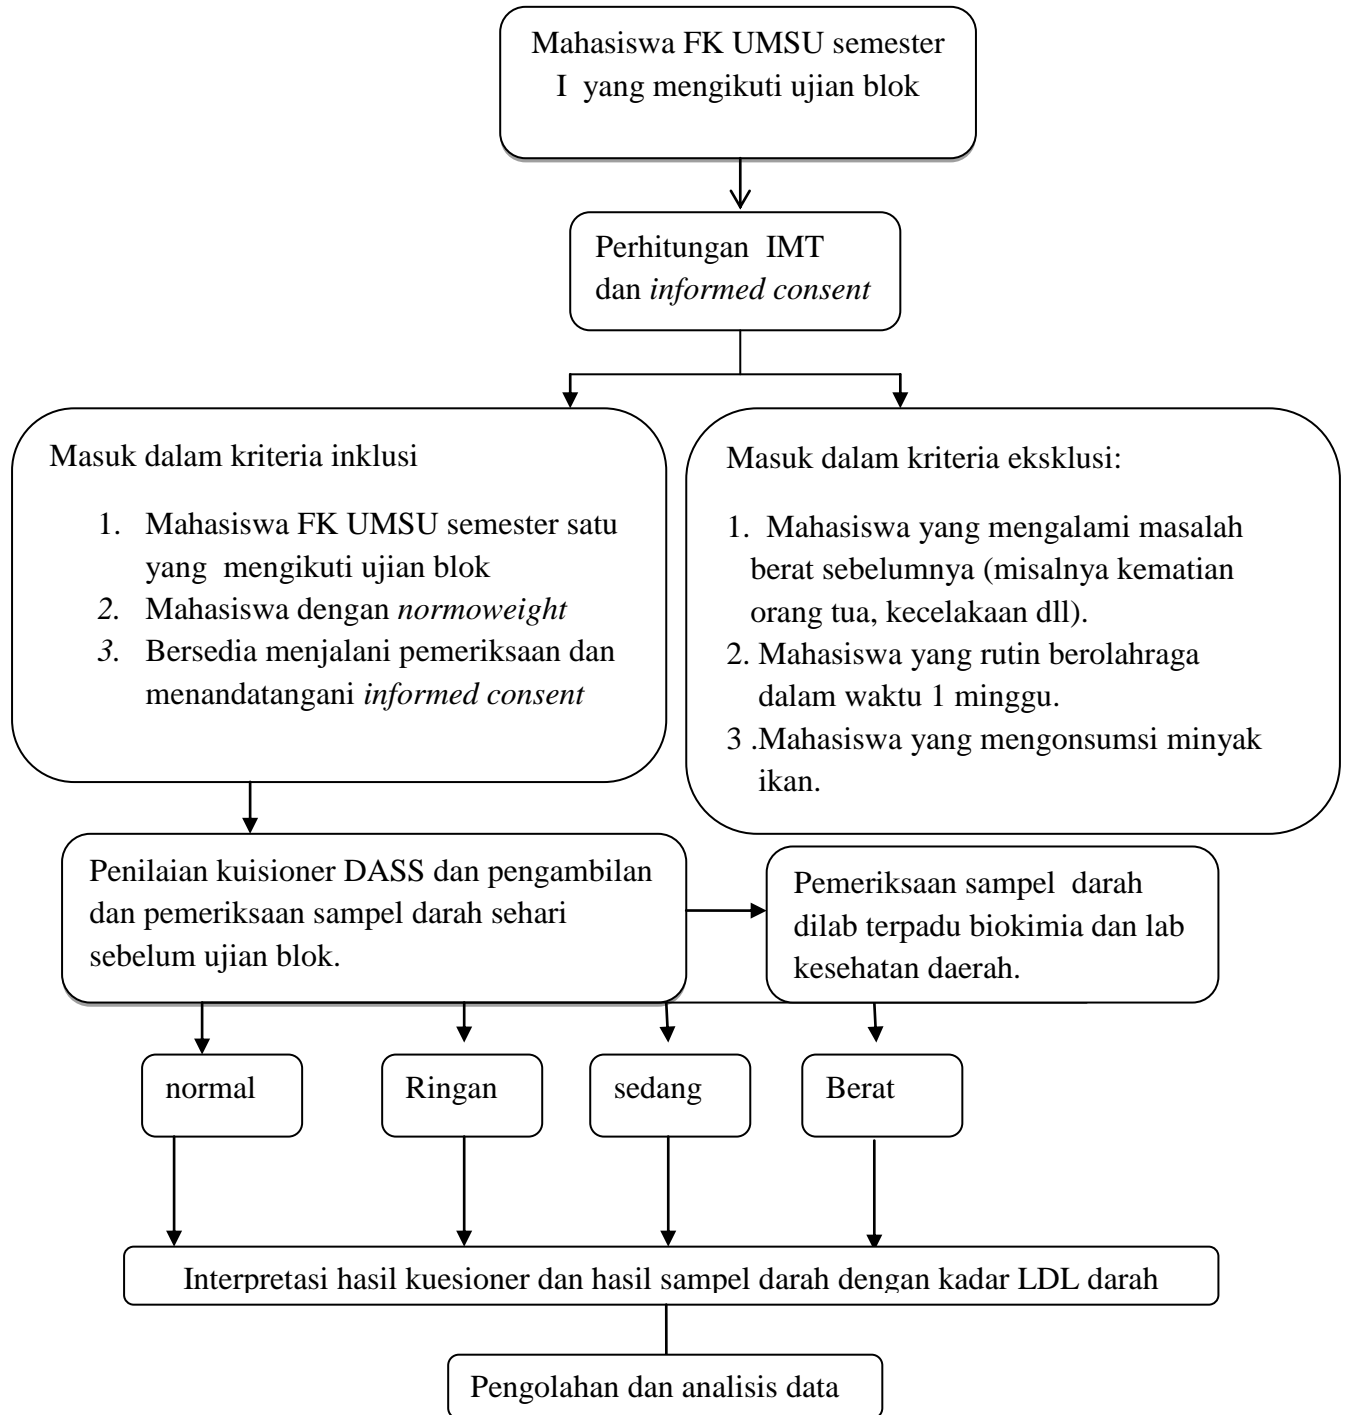 Mahasiswa FK UMSU semester
I yang mengikuti ujian blok
Perhitungan IMT
dan informed consent
Masuk dalam kriteria inklusi
1. Mahasiswa FK UMSU semester satu
yang mengikuti ujian blok
2. Mahasiswa dengan normoweight
3. Bersedia menjalani pemeriksaan dan
menandatangani informed consent
Masuk dalam kriteria eksklusi:
1. Mahasiswa yang mengalami masalah
berat sebelumnya (misalnya kematian
orang tua, kecelakaan dll).
2. Mahasiswa yang rutin berolahraga
dalam waktu 1 minggu.
3 .Mahasiswa yang mengonsumsi minyak
ikan.
Penilaian kuisioner DASS dan pengambilan
dan pemeriksaan sampel darah sehari
sebelum ujian blok.
Pemeriksaan sampel darah
dilab terpadu biokimia dan lab
kesehatan daerah.
normal
Ringan
sedang
Berat
Interpretasi hasil kuesioner dan hasil sampel darah dengan kadar LDL darah
Pengolahan dan analisis data